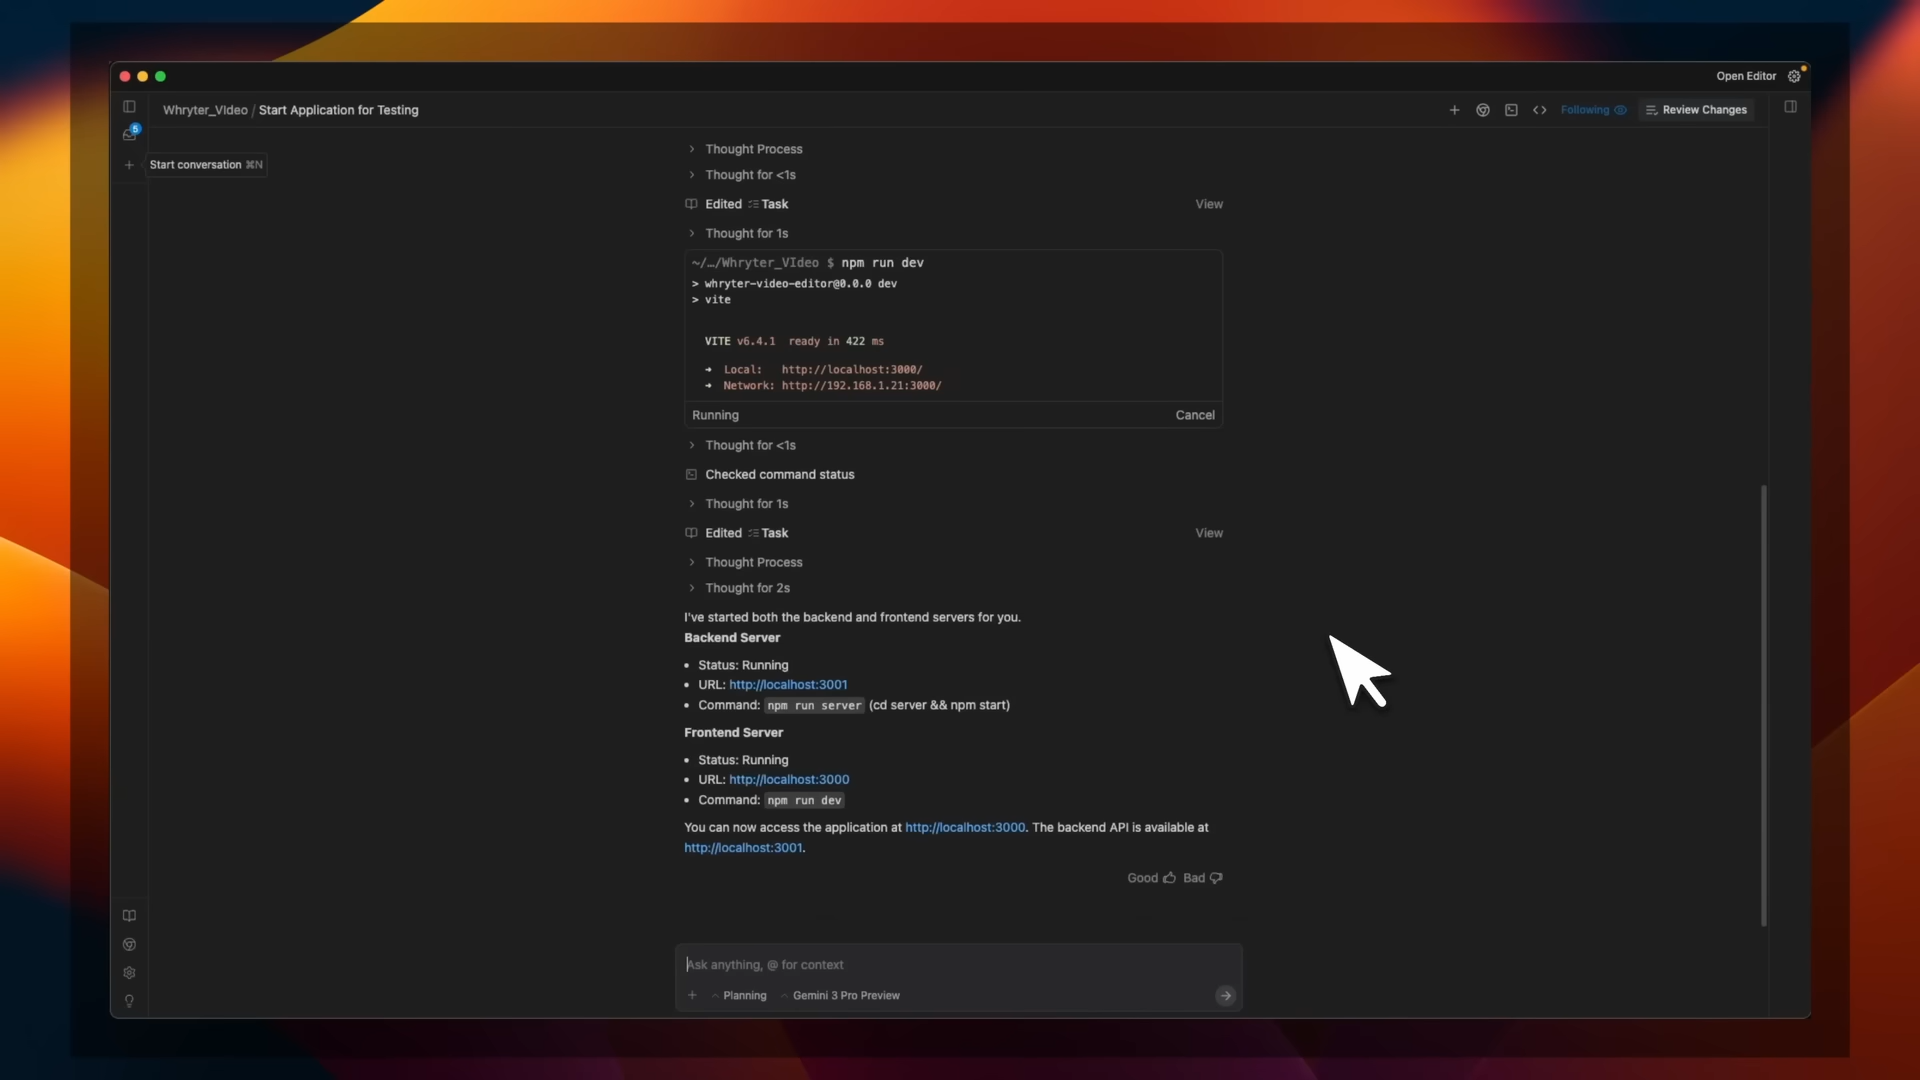 Open Editor
Whryter_VIdeo / Start Application for Testing
Following
Review Changes
5
Start conversation ⌘N
Thought Process
Thought for <1s
Edited Task
View
Thought for 1s
~/…/Whryter_VIdeo $ npm run dev
> whryter-video-editor@0.0.0 dev
> vite
VITE v6.4.1 ready in 422 ms
➜ Local: http://localhost:3000/
➜ Network: http://192.168.1.21:3000/
Running
Cancel
Thought for <1s
Checked command status
Thought for 1s
Edited Task
View
Thought Process
Thought for 2s
I've started both the backend and frontend servers for you.
Backend Server
• Status: Running
• URL: http://localhost:3001
• Command: npm run server (cd server && npm start)
Frontend Server
• Status: Running
• URL: http://localhost:3000
• Command: npm run dev
You can now access the application at http://localhost:3000. The backend API is available at
http://localhost:3001.
Good Bad
Ask anything, @ for context
Planning
Gemini 3 Pro Preview